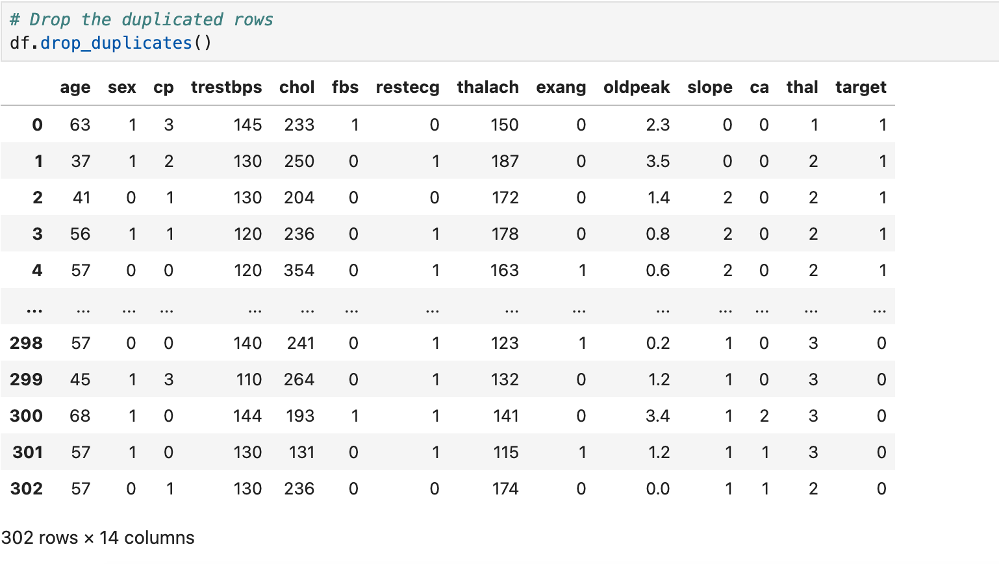 # Drop the duplicated rows
df.drop_duplicates()
age sex cp trestbps chol fbs restecg thalach exang oldpeak slope ca thal target
0 63 1 3 145 233 1 0 150 0 2.3 0 0 1 1
1 37 1 2 130 250 0 1 187 0 3.5 0 0 2 1
2 41 0 1 130 204 0 0 172 0 1.4 2 0 2 1
3 56 1 1 120 236 0 1 178 0 0.8 2 0 2 1
4 57 0 0 120 354 0 1 163 1 0.6 2 0 2 1
... ... ... ... ... ... ... ... ... ... ... ... ... ... ...
298 57 0 0 140 241 0 1 123 1 0.2 1 0 3 0
299 45 1 3 110 264 0 1 132 0 1.2 1 0 3 0
300 68 1 0 144 193 1 1 141 0 3.4 1 2 3 0
301 57 1 0 130 131 0 1 115 1 1.2 1 1 3 0
302 57 0 1 130 236 0 0 174 0 0.0 1 1 2 0
302 rows × 14 columns